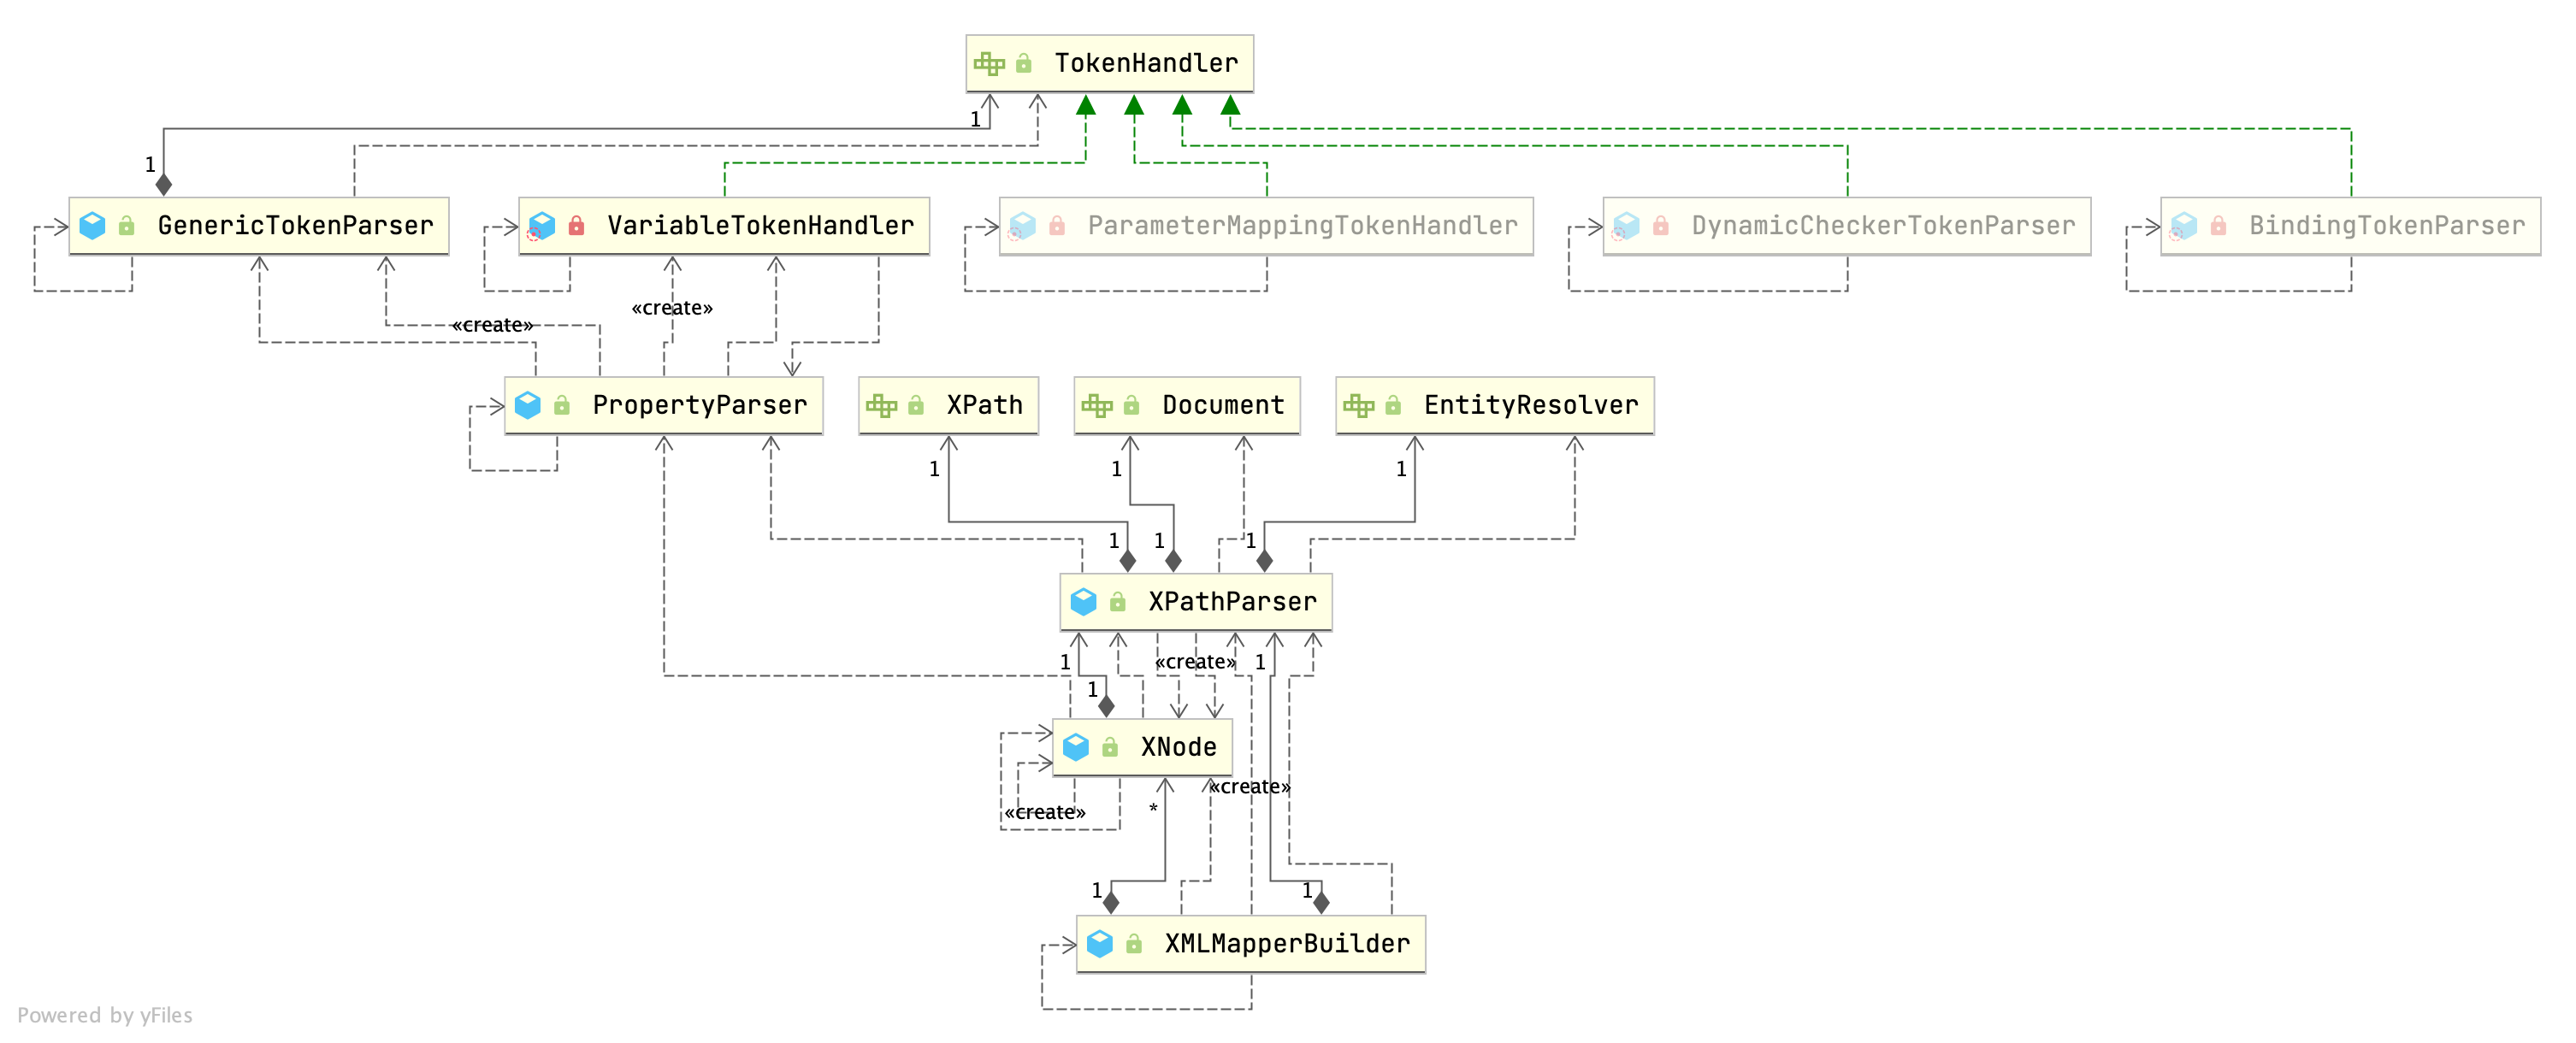 TokenHandler
1
1
GenericTokenParser
VariableTokenHandler
ParameterMappingTokenHandler
DynamicCheckerTokenParser
BindingTokenParser
«create»
«create»
PropertyParser
XPath
Document
EntityResolver
1
1
1
1
1
1
XPathParser
1
«create»
1
1
XNode
«create»
*
«create»
1
1
XMLMapperBuilder
Powered by yFiles